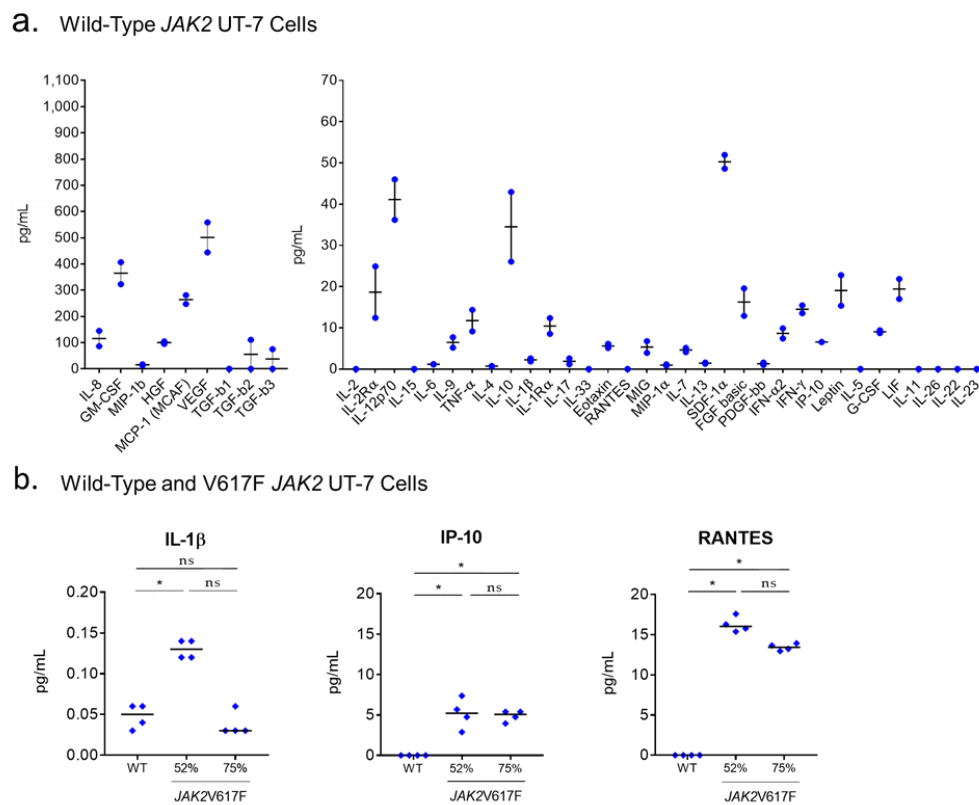 a. Wild-Type JAK2 UT-7 Cells
1,100
1,000
900
800
700
600
500
400
300
200
100
0
pg/mL
IL-8
GM-CSF
MIP-1b
HGF
MCP-1 (MCAF)
VEGF
TGF-b1
TGF-b2
TGF-b3
70
60
50
40
30
20
10
0
pg/mL
IL-2
IL-2Rα
IL-12p70
IL-15
IL-6
IL-9
TNF-α
IL-4
IL-10
IL-1β
IL-1Rα
IL-17
IL-33
Eotaxin
RANTES
MIG
MIP-1α
IL-7
IL-13
SDF-1α
FGF basic
PDGF-bb
IFN-α2
IFN-γ
IP-10
Leptin
IL-5
G-CSF
LIF
IL-11
IL-26
IL-22
IL-23
b. Wild-Type and V617F JAK2 UT-7 Cells
IL-1β
ns
* ns
0.20
0.15
0.10
0.05
0.00
pg/mL
WT 52% 75%
JAK2V617F
IP-10
*
* ns
20
15
10
5
0
pg/mL
WT 52% 75%
JAK2V617F
RANTES
*
* ns
20
15
10
5
0
pg/mL
WT 52% 75%
JAK2V617F